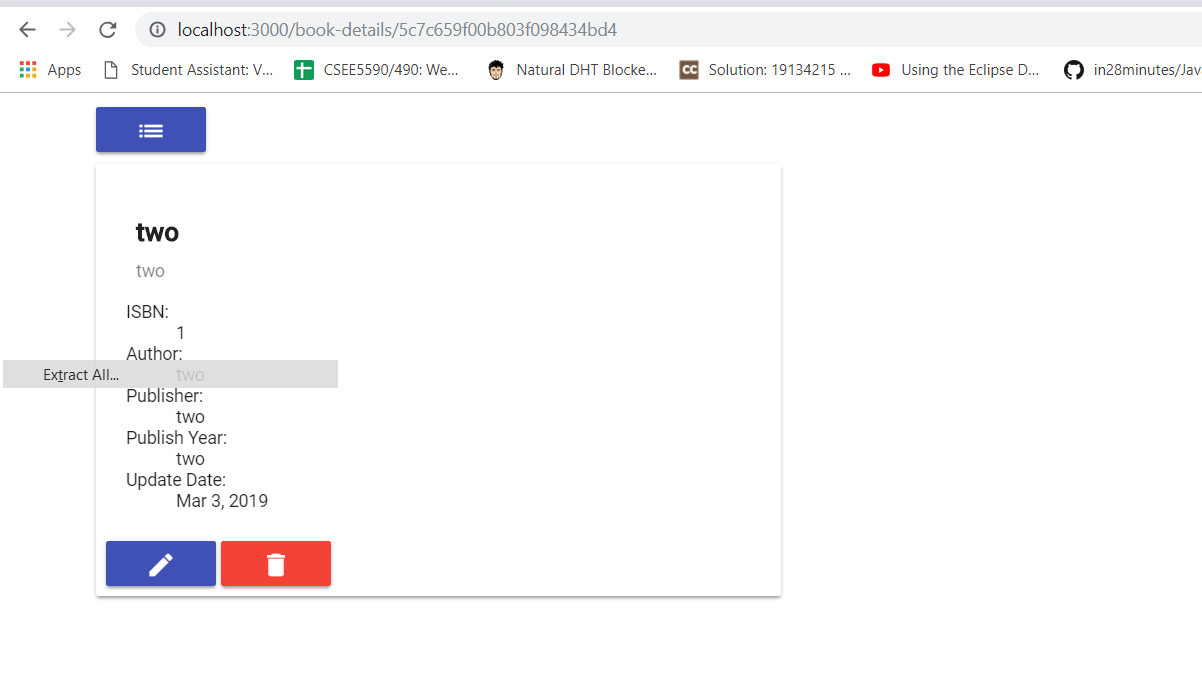 localhost:3000/book-details/5c7c659f00b803f098434bd4
Apps Student Assistant: V... CSEE5590/490: We... Natural DHT Blocke... CC Solution: 19134215 ... Using the Eclipse D... in28minutes/Jav
two
two
ISBN:
1
Author:
Extract All... two
Publisher:
two
Publish Year:
two
Update Date:
Mar 3, 2019